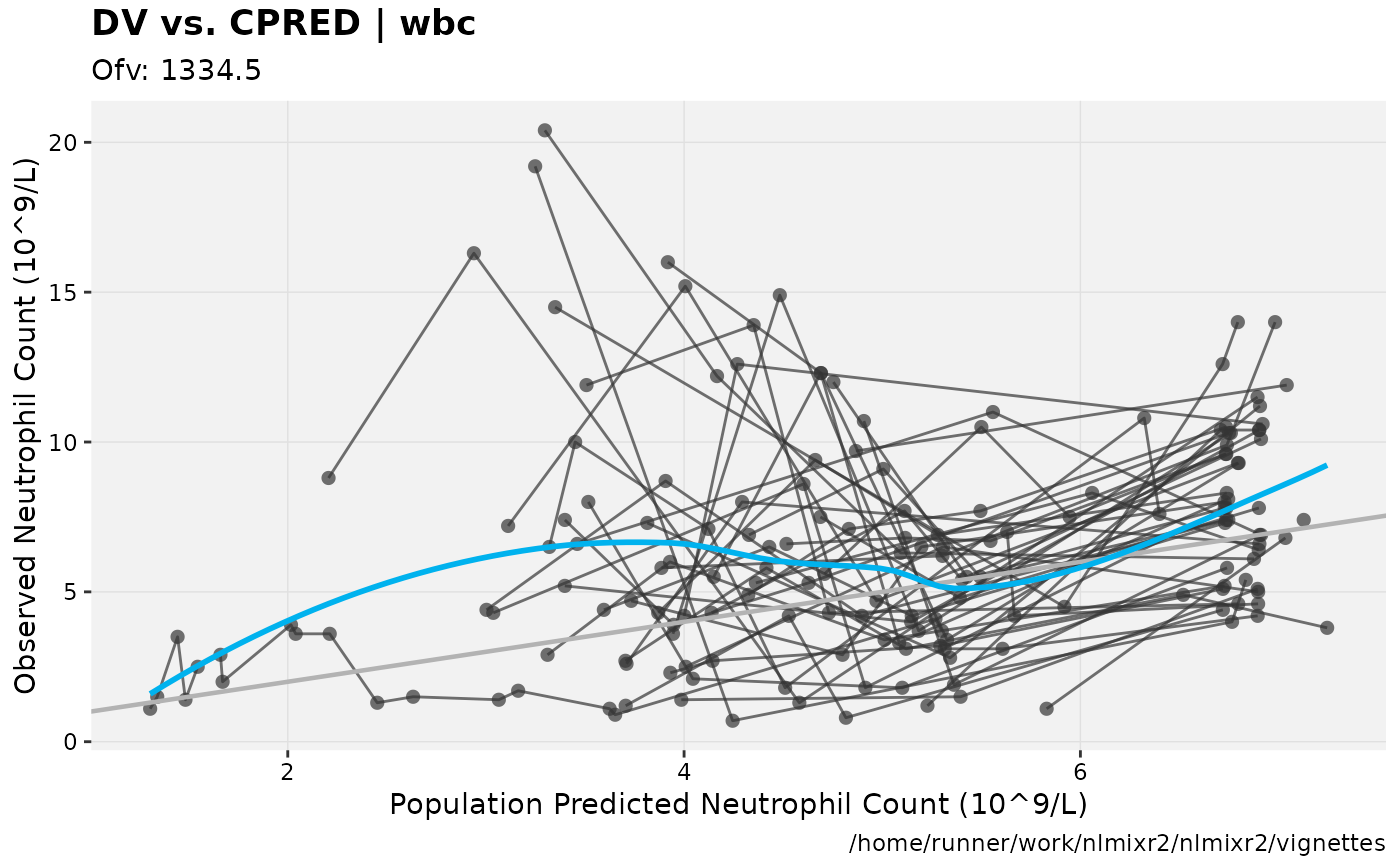 DV vs. CPRED | wbc
Ofv: 1334.5
Observed Neutrophil Count (10^9/L)
20
15
10
5
0
2 4 6
Population Predicted Neutrophil Count (10^9/L)
/home/runner/work/nlmixr2/nlmixr2/vignettes